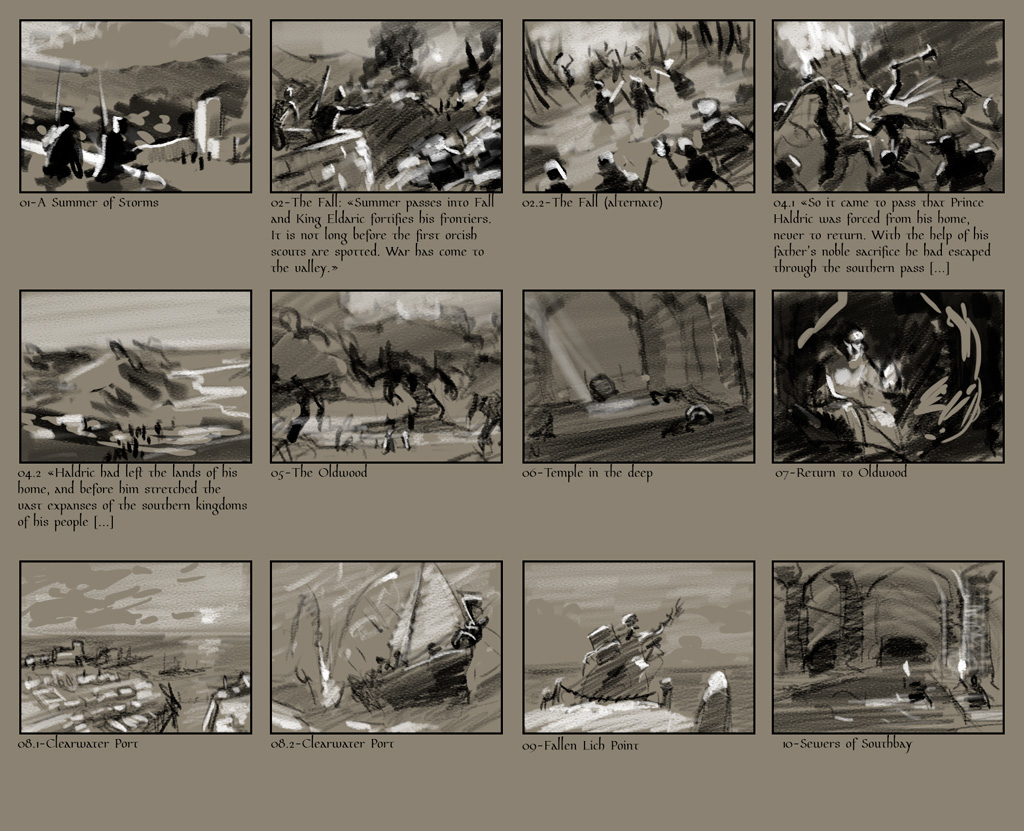 01-A Summer of Storms
02-The Fall: «Summer passes into Fall
and King Eldaric fortifies his frontiers.
It is not long before the first orcish
scouts are spotted. War has come to
the valley.»
02.2-The Fall (alternate)
04.1 «So it came to pass that Prince
Haldric was forced from his home,
never to return. With the help of his
father's noble sacrifice he had escaped
through the southern pass [...]
04.2 «Haldric had left the lands of his
home, and before him stretched the
vast expanses of the southern kingdoms
of his people [...]
05-The Oldwood
06-Temple in the deep
07-Return to Oldwood
08.1-Clearwater Port
08.2-Clearwater Port
09-Fallen Lich Point
10-Sewers of Southbay